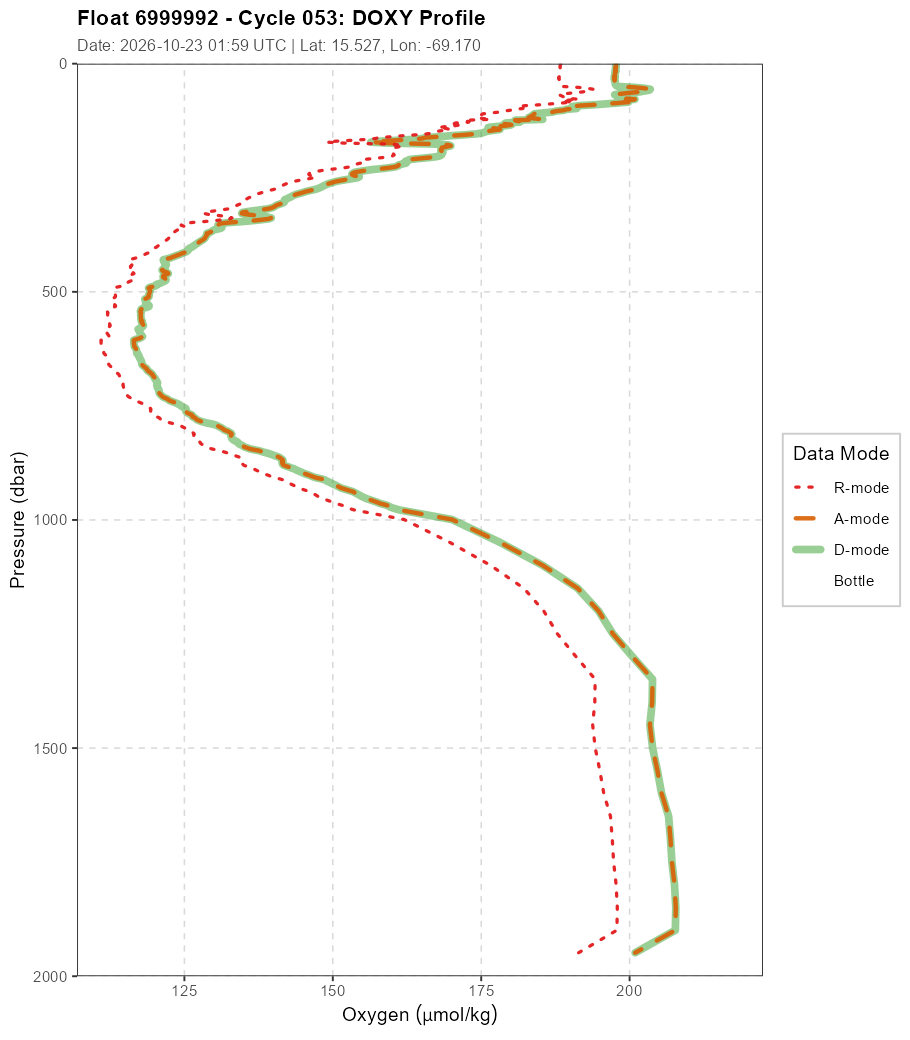 Float 6999992 - Cycle 053: DOXY Profile
Date: 2026-10-23 01:59 UTC | Lat: 15.527, Lon: -69.170
0
500
1000
1500
2000
Pressure (dbar)
125 150 175 200
Oxygen (µmol/kg)
Data Mode
R-mode
A-mode
D-mode
Bottle